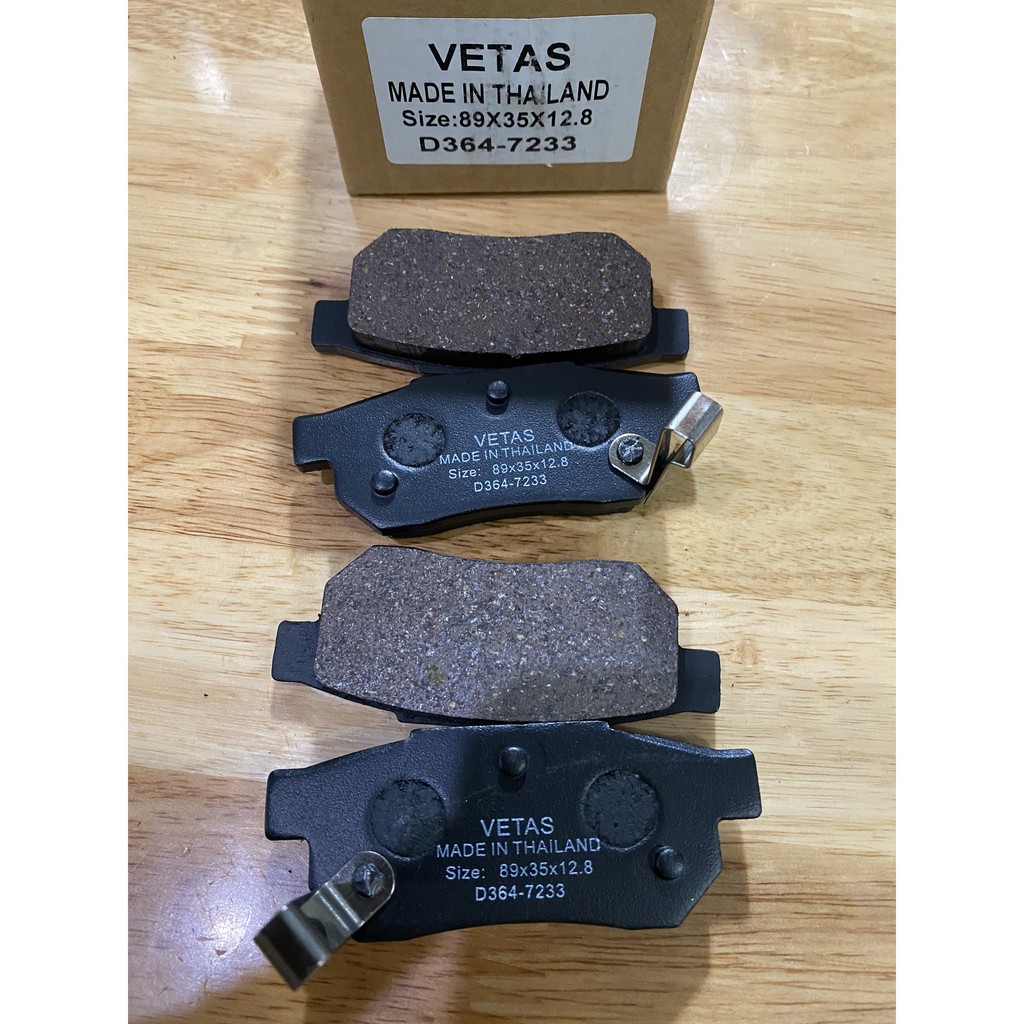 VETAS
MADE IN THAILAND
Size:89X35X12.8
D364-7233
VETAS
MADE IN THAILAND
Size: 89x35x12.8
D364-7233
VETAS
MADE IN THAILAND
Size: 89x35x12.8
D364-7233